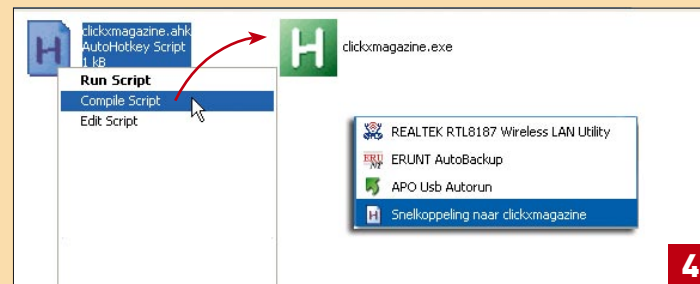 clickxmagazine.ahk
AutoHotkey Script
1 kB
clickxmagazine.exe
Run Script
Compile Script
Edit Script
REALTEK RTL8187 Wireless LAN Utility
ERUNT AutoBackup
APO Usb Autorun
Snelkoppeling naar clickxmagazine
4